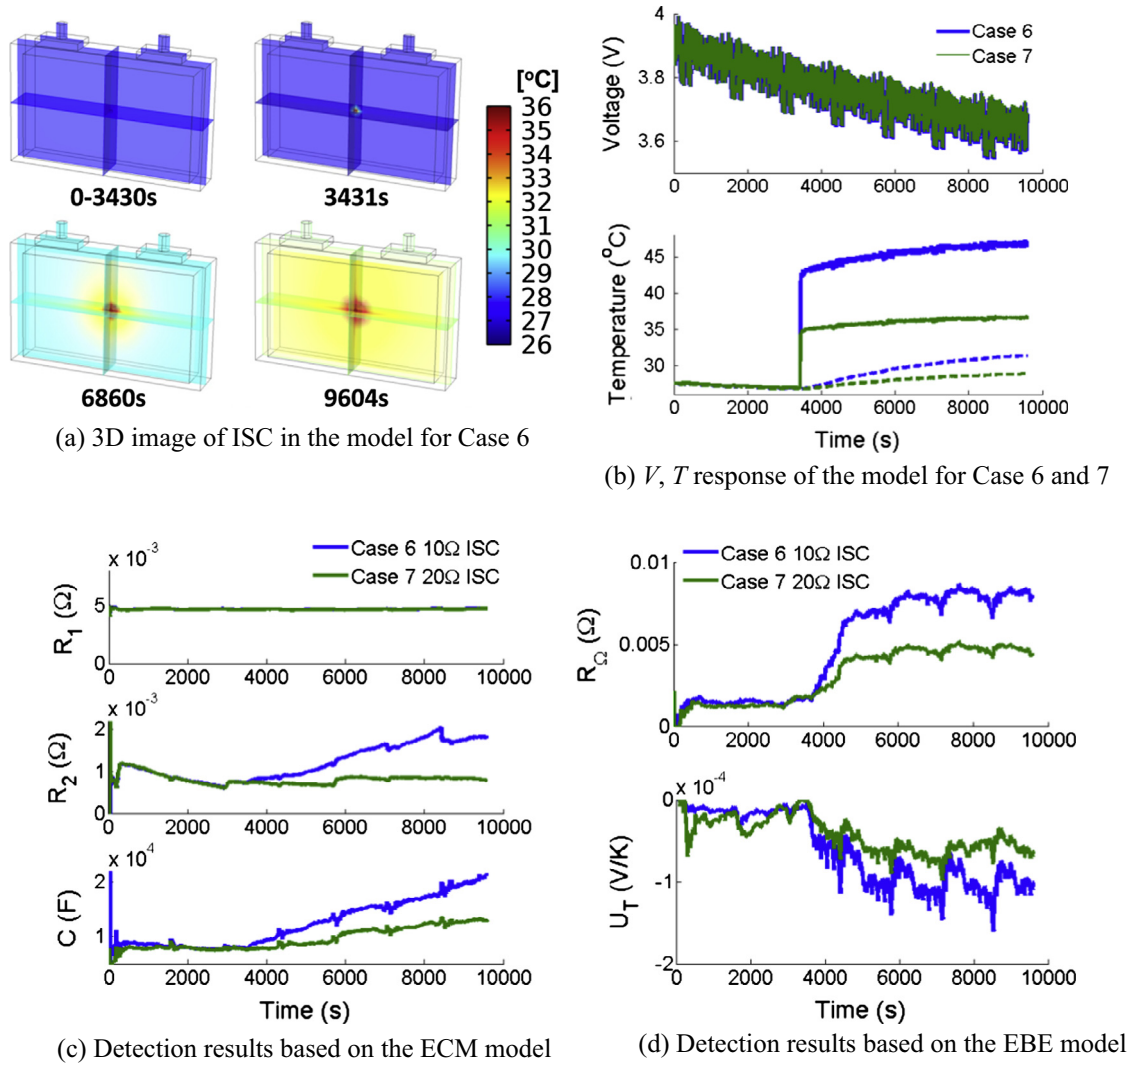 [°C]
36
35
34
33
32
31
30
29
28
27
26
0-3430s
3431s
6860s
9604s
(a) 3D image of ISC in the model for Case 6
4
3.8
3.6
Voltage (V)
Case 6
Case 7
0 2000 4000 6000 8000 10000
45
40
35
30
Temperature (°C)
0 2000 4000 6000 8000 10000
Time (s)
(b) V, T response of the model for Case 6 and 7
x 10⁻³
Case 6 10Ω ISC
Case 7 20Ω ISC
5
0
R₁ (Ω)
0 2000 4000 6000 8000 10000
x 10⁻³
2
1
0
R₂ (Ω)
0 2000 4000 6000 8000 10000
x 10⁴
2
1
C (F)
0 2000 4000 6000 8000 10000
Time (s)
(c) Detection results based on the ECM model
Case 6 10Ω ISC
Case 7 20Ω ISC
0.01
0.005
0
R_Ω (Ω)
0 2000 4000 6000 8000 10000
x 10⁻⁴
0
-1
-2
U_T (V/K)
0 2000 4000 6000 8000 10000
Time (s)
(d) Detection results based on the EBE model